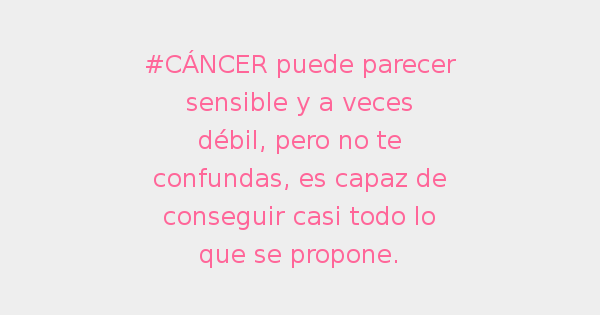 #CÁNCER puede parecer
sensible y a veces
débil, pero no te
confundas, es capaz de
conseguir casi todo lo
que se propone.